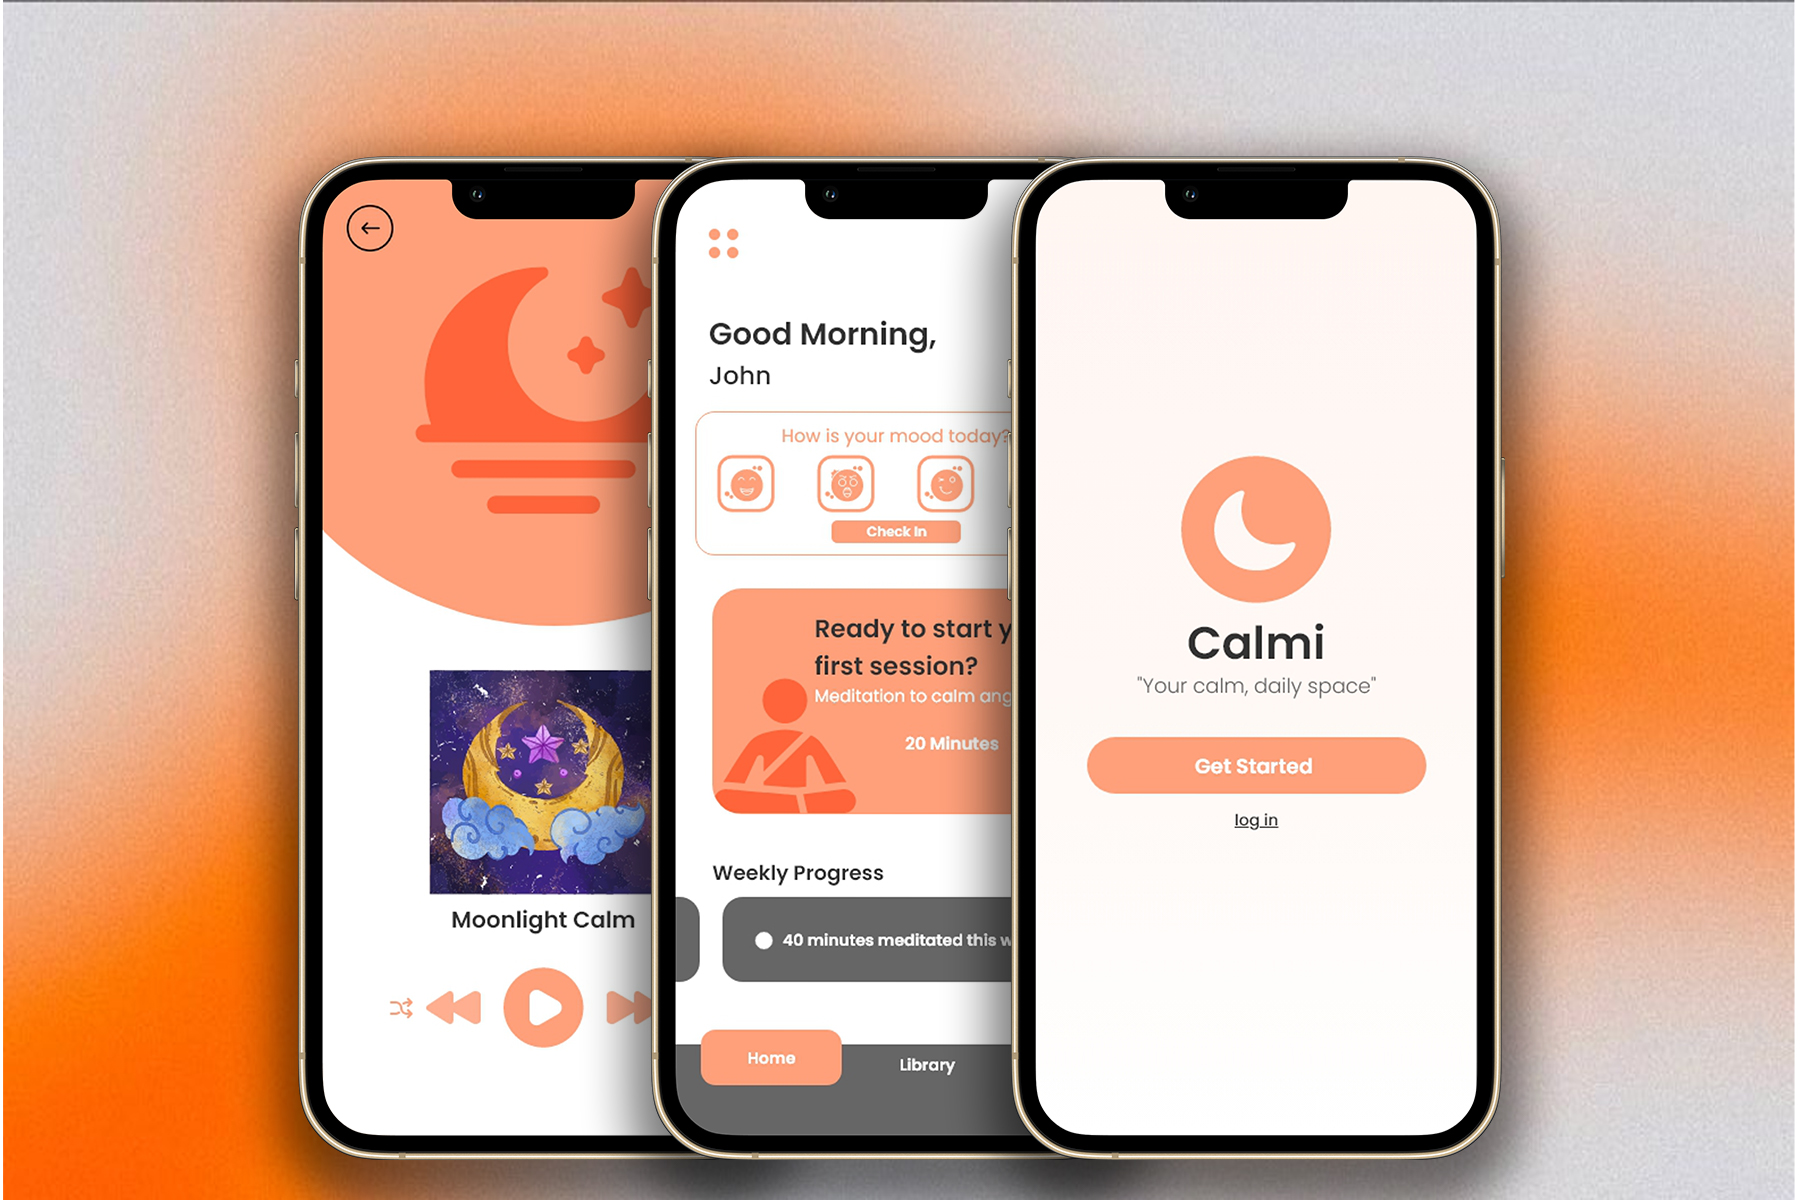 Moonlight Calm
Good Morning,
John
How is your mood today?
Check In
Ready to start y
first session?
Meditation to calm ang
20 Minutes
Weekly Progress
40 minutes meditated this w
Home
Library
Calmi
"Your calm, daily space"
Get Started
log in